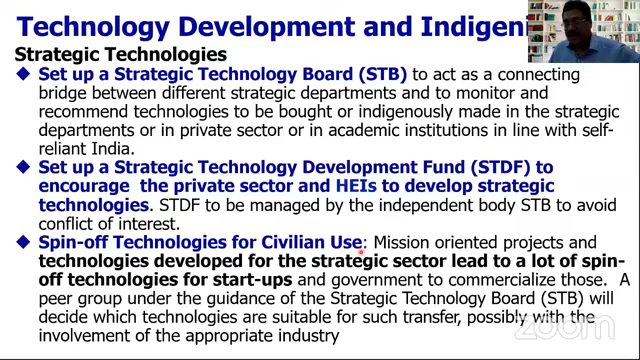 Technology Development and Indigen
Strategic Technologies
◆ Set up a Strategic Technology Board (STB) to act as a connecting
bridge between different strategic departments and to monitor and
recommend technologies to be bought or indigenously made in the strategic
departments or in private sector or in academic institutions in line with self-
reliant India.
◆ Set up a Strategic Technology Development Fund (STDF) to
encourage the private sector and HEIs to develop strategic
technologies. STDF to be managed by the independent body STB to avoid
conflict of interest.
◆ Spin-off Technologies for Civilian Use: Mission oriented projects and
technologies developed for the strategic sector lead to a lot of spin-
off technologies for start-ups and government to commercialize those. A
peer group under the guidance of the Strategic Technology Board (STB) will
decide which technologies are suitable for such transfer, possibly with the
involvement of the appropriate industry
zoom